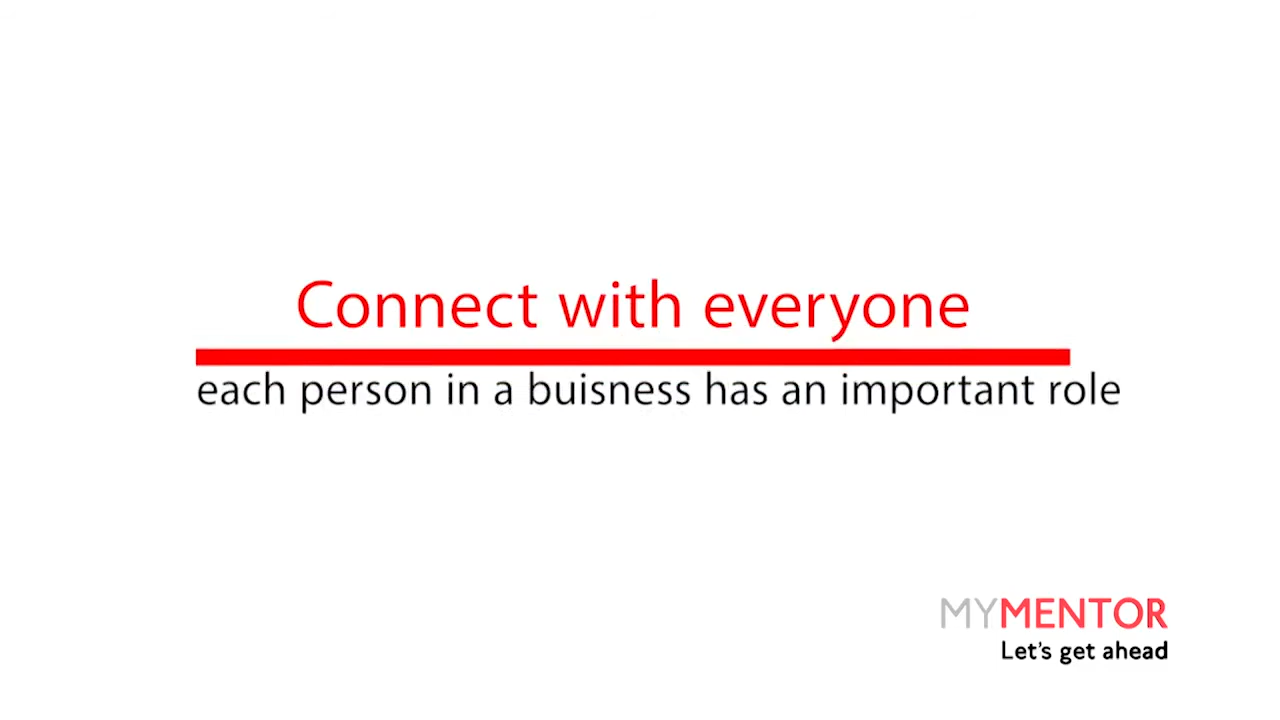 Connect with everyone
each person in a buisness has an important role
MYMENTOR
Let's get ahead